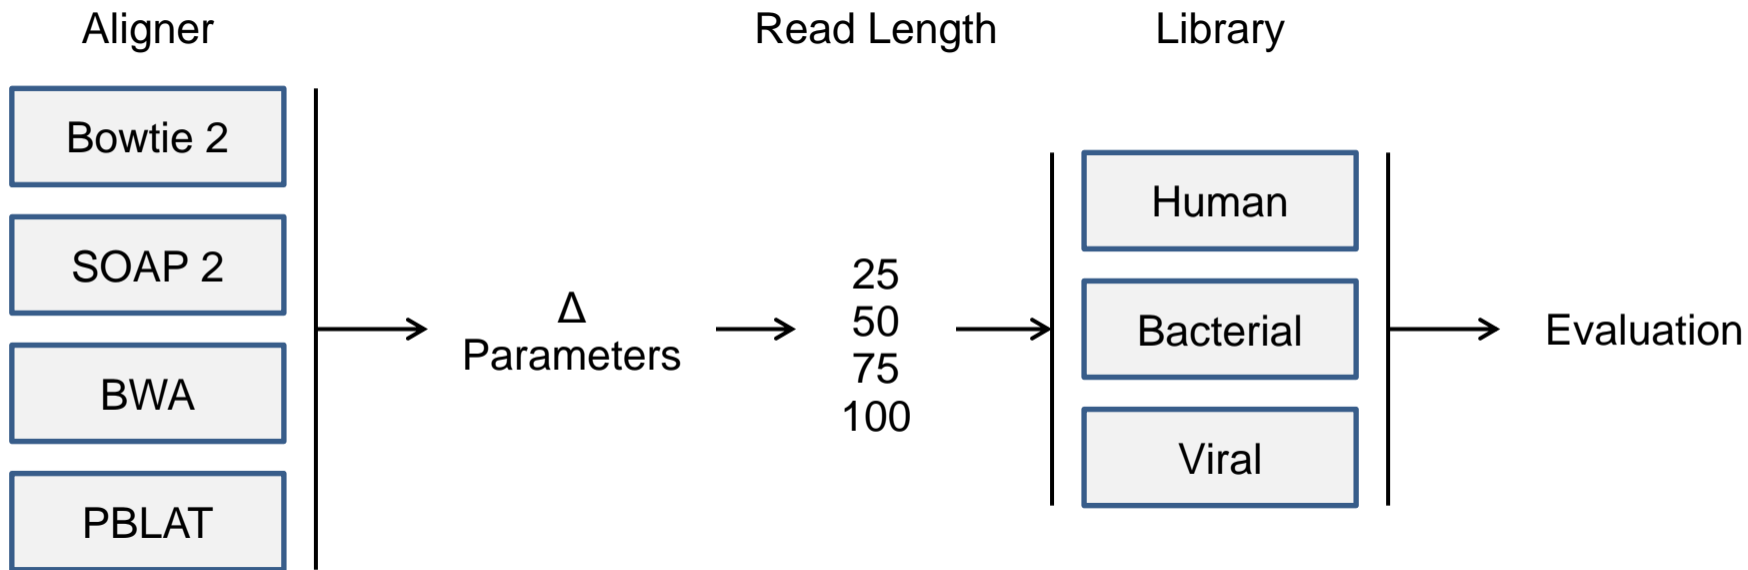 Aligner
Read Length
Library
Bowtie 2
SOAP 2
BWA
PBLAT
Δ
Parameters
25
50
75
100
Human
Bacterial
Viral
Evaluation